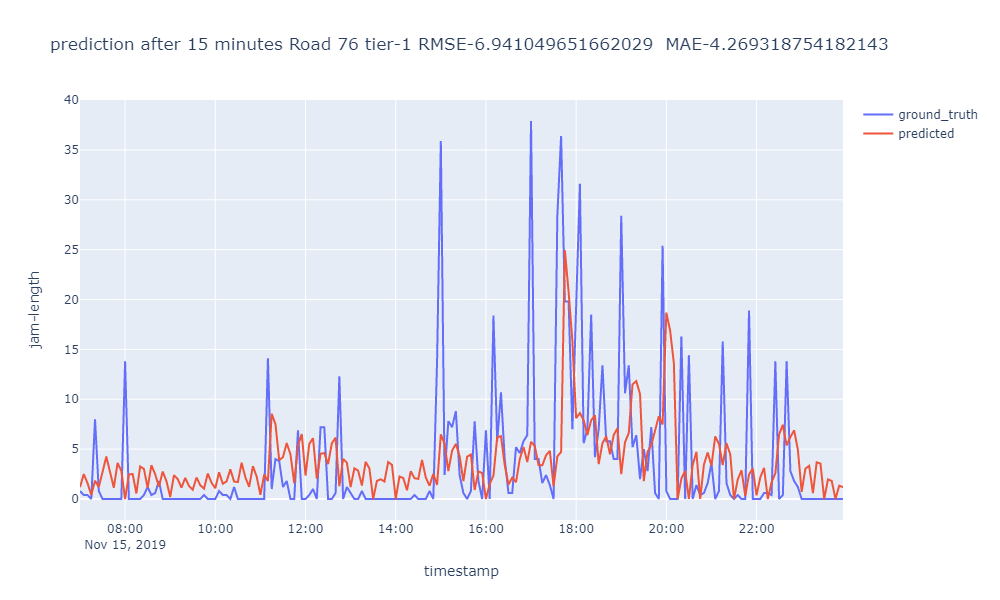 prediction after 15 minutes Road 76 tier-1 RMSE-6.941049651662029  MAE-4.269318754182143
ground_truth
predicted
jam-length
40
35
30
25
20
15
10
5
0
08:00 10:00 12:00 14:00 16:00 18:00 20:00 22:00
Nov 15, 2019
timestamp